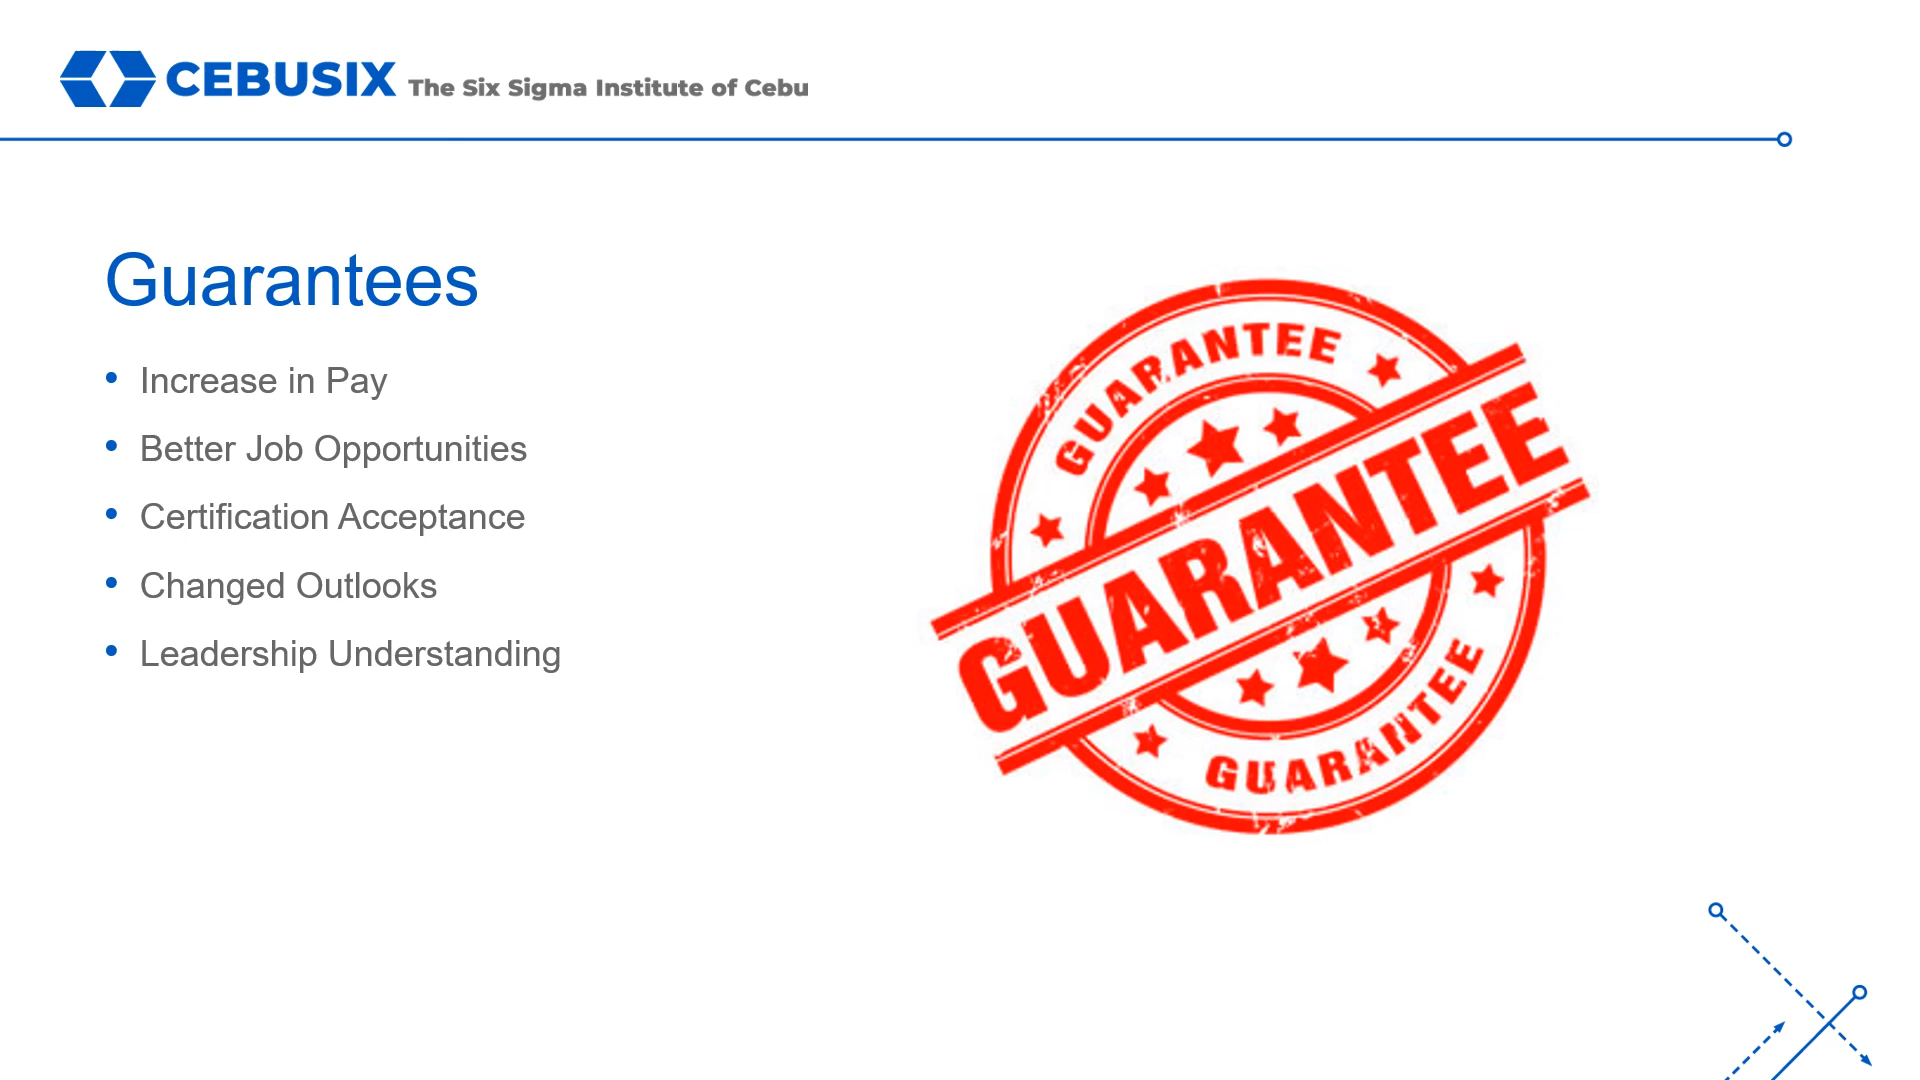 CEBUSIX The Six Sigma Institute of Cebu
Guarantees
• Increase in Pay
• Better Job Opportunities
• Certification Acceptance
• Changed Outlooks
• Leadership Understanding
GUARANTEE
GUARANTEE
GUARANTEE